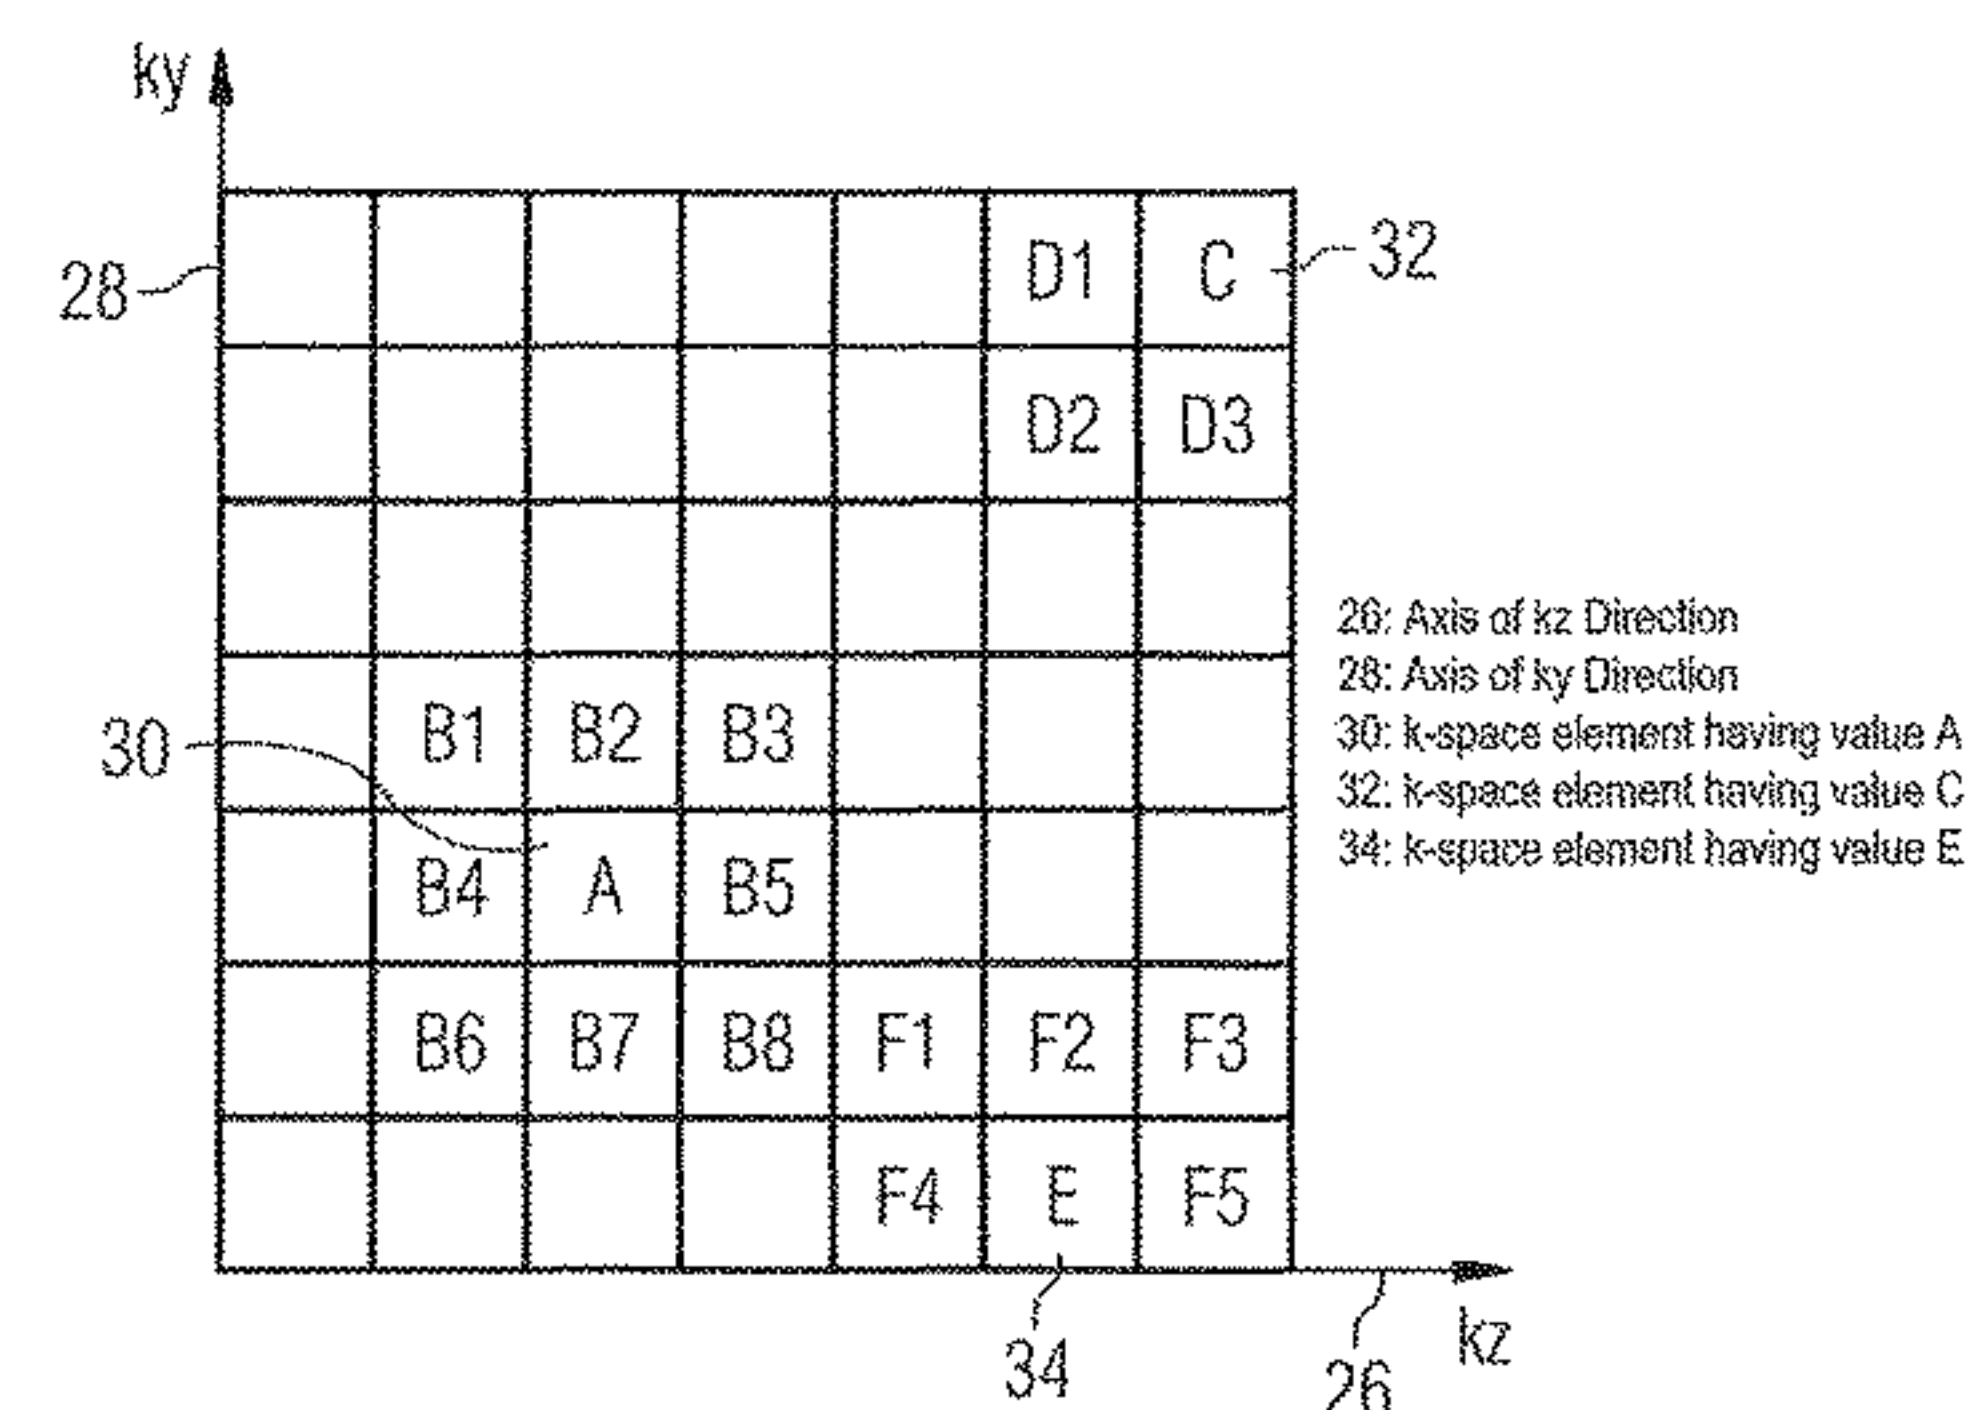 ky
D1 C 32
28
D2 D3
26: Axis of kz Direction
28: Axis of ky Direction
30 B1 B2 B3
30: k-space element having value A
32: k-space element having value C
34: k-space element having value E
B4 A B5
B6 B7 B8 F1 F2 F3
F4 E F5
34 26 kz